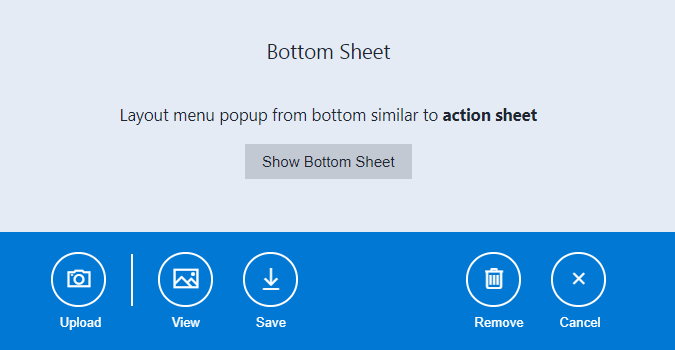 Bottom Sheet
Layout menu popup from bottom similar to action sheet
Show Bottom Sheet
Upload View Save Remove Cancel